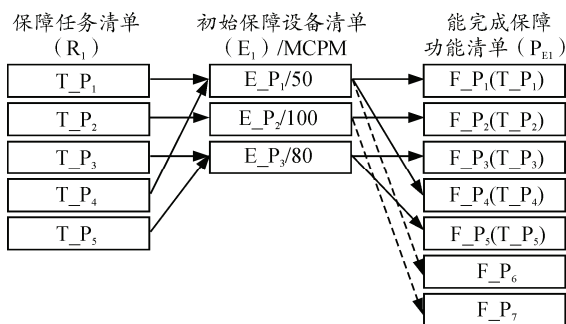 保障任务清单
（R₁）
初始保障设备清单
（E₁）/MCPM
能完成保障
功能清单（P_E1）
T_P₁
E_P₁/50
F_P₁(T_P₁)
T_P₂
E_P₂/100
F_P₂(T_P₂)
T_P₃
E_P₃/80
F_P₃(T_P₃)
T_P₄
F_P₄(T_P₄)
T_P₅
F_P₅(T_P₅)
F_P₆
F_P₇